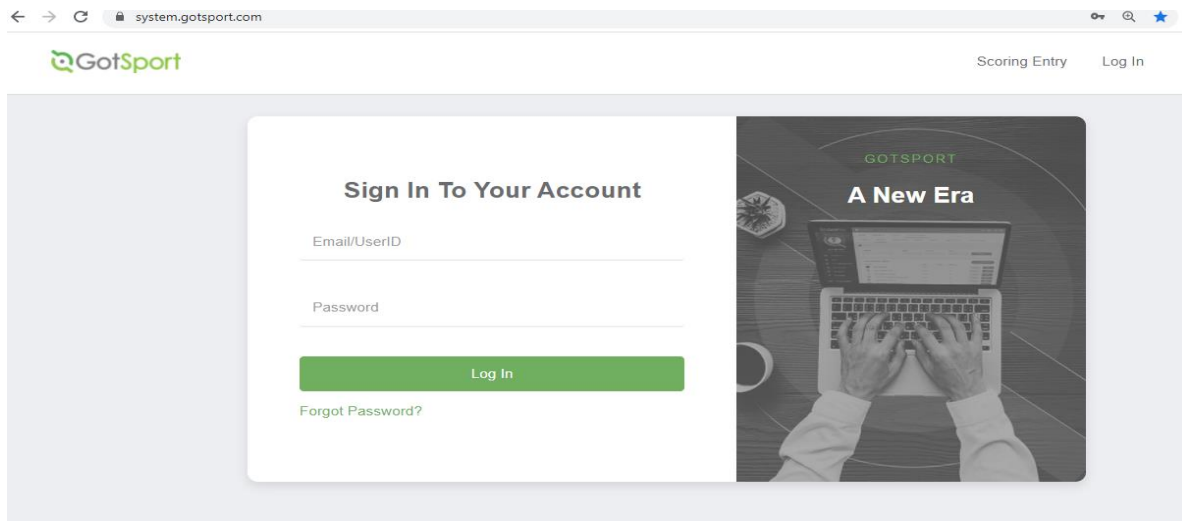 system.gotsport.com
GotSport
Scoring Entry
Log In
Sign In To Your Account
Email/UserID
Password
Log In
Forgot Password?
GOTSPORT
A New Era